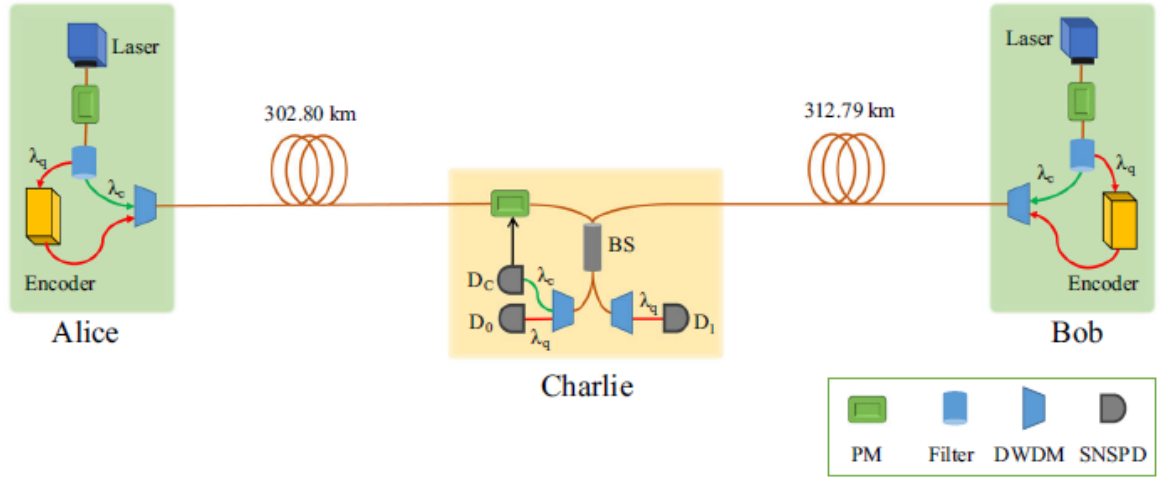 Laser
λq
λc
Encoder
Alice
302.80 km
312.79 km
BS
DC
λc
D0
λq
λq
D1
Charlie
Laser
λc
λq
Encoder
Bob
PM
Filter
DWDM
SNSPD